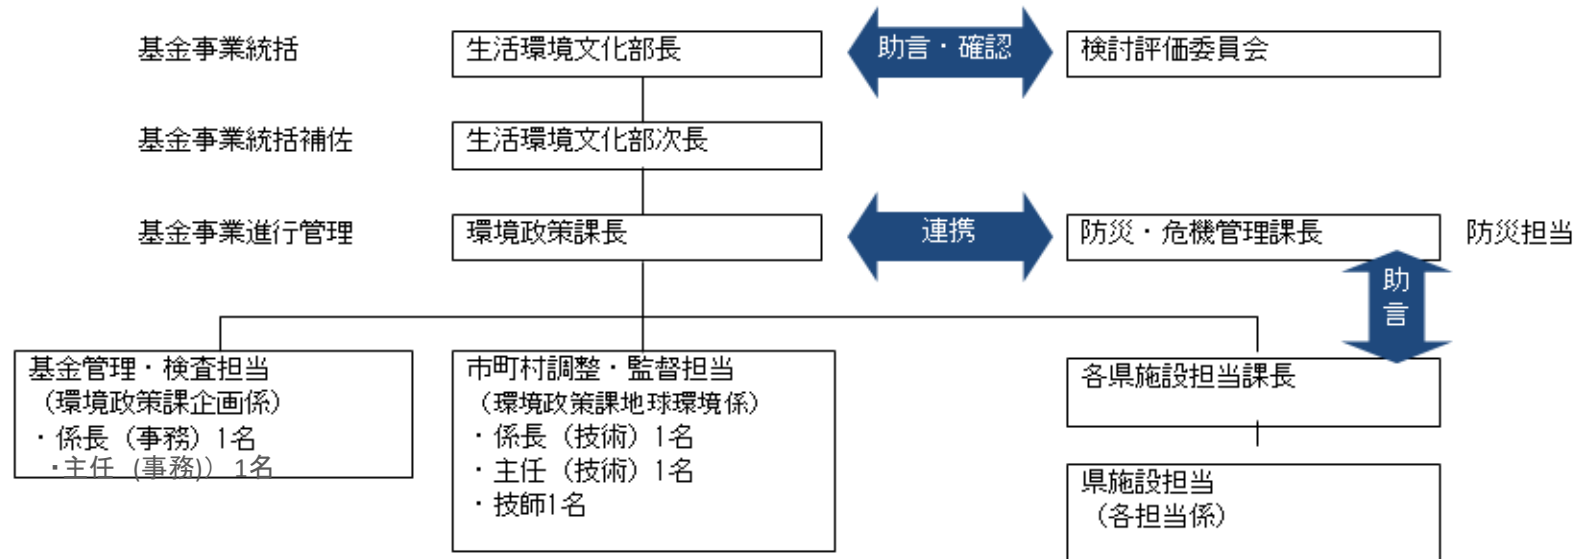 基金事業統括
生活環境文化部長
助言・確認
検討評価委員会
基金事業統括補佐
生活環境文化部次長
基金事業進行管理
環境政策課長
連携
防災・危機管理課長
防災担当
助
言
基金管理・検査担当
（環境政策課企画係）
・係長（事務）1名
・主任（事務)） 1名
市町村調整・監督担当
（環境政策課地球環境係）
・係長（技術）1名
・主任（技術）1名
・技師1名
各県施設担当課長
県施設担当
（各担当係）